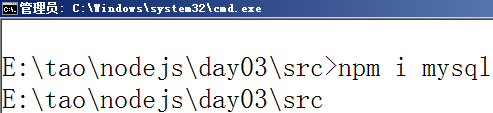 管理员: C:\Windows\system32\cmd.exe
E:\tao\nodejs\day03\src>npm i mysql
E:\tao\nodejs\day03\src